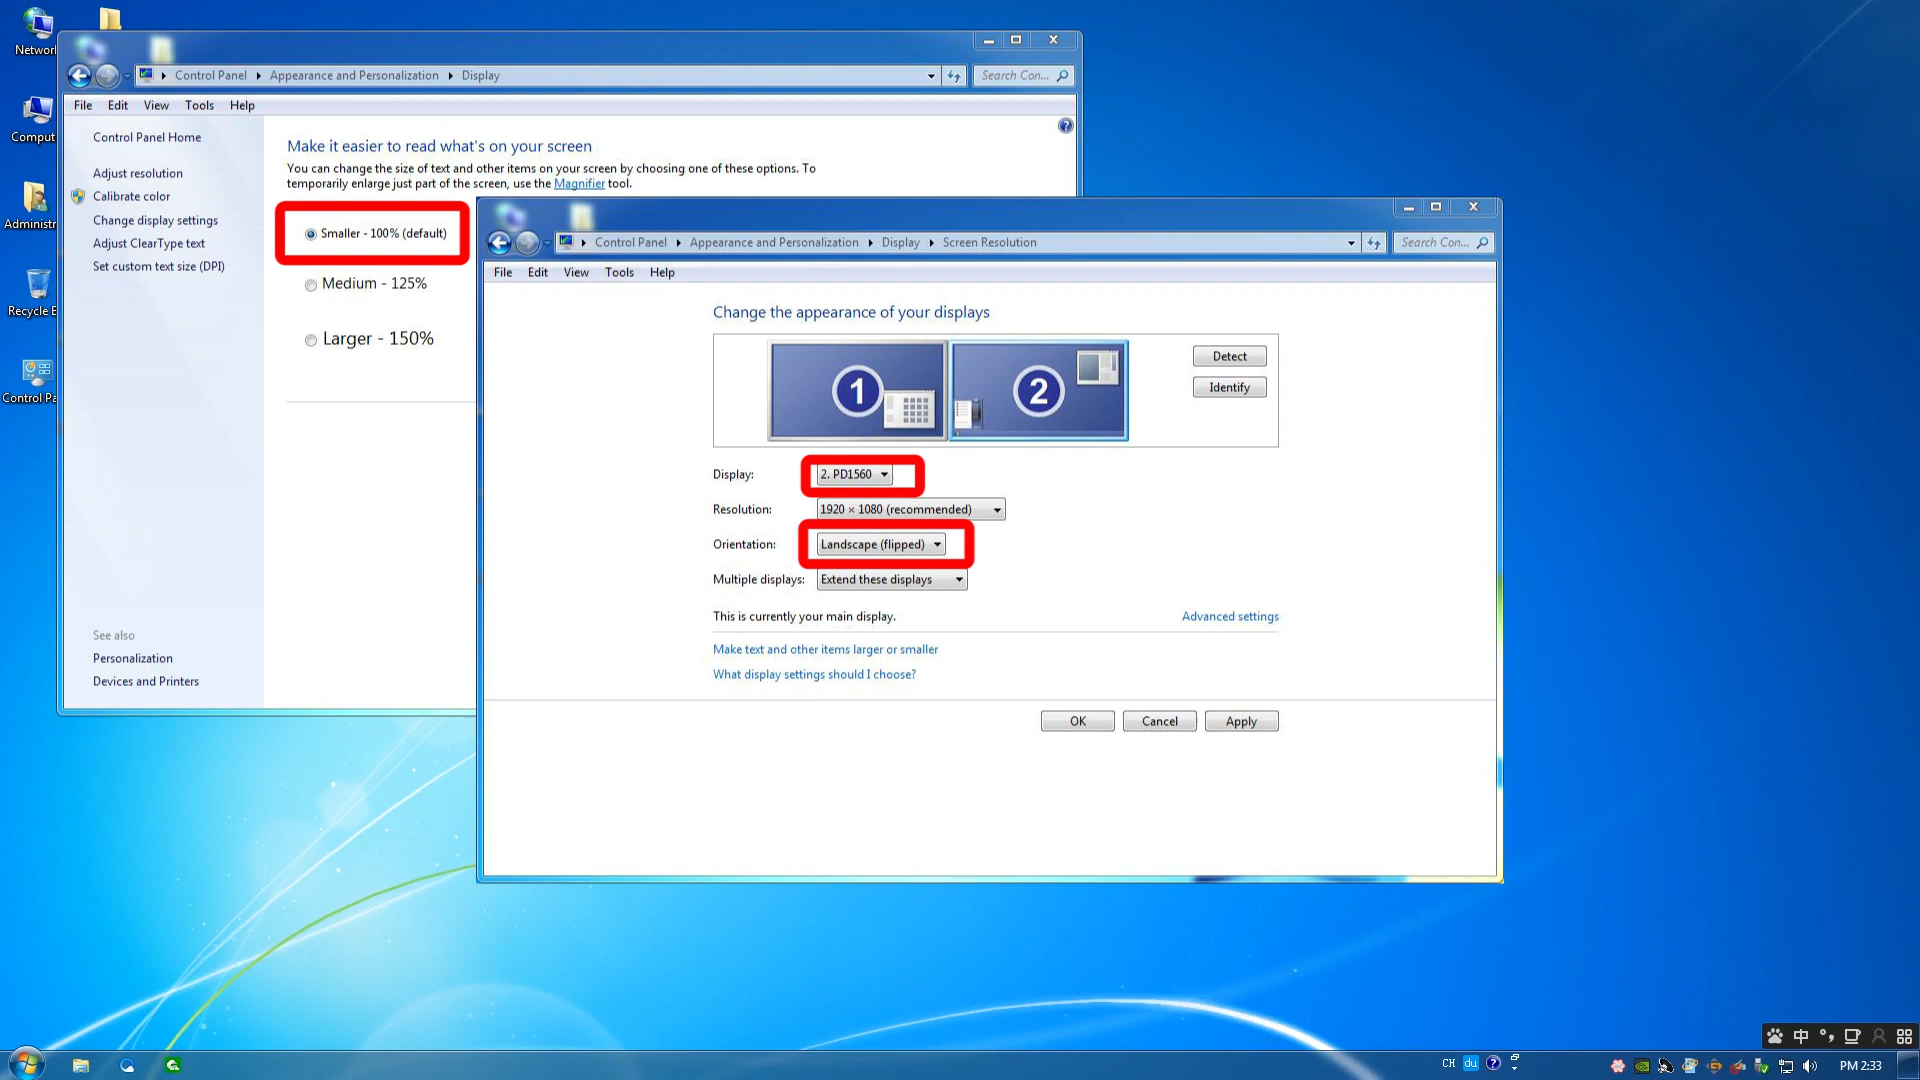 Networ
Comput
Administr
Recycle B
Control Pa
Control Panel ▸ Appearance and Personalization ▸ Display
Search Con...
File Edit View Tools Help
Control Panel Home
Adjust resolution
Calibrate color
Change display settings
Adjust ClearType text
Set custom text size (DPI)
See also
Personalization
Devices and Printers
Make it easier to read what's on your screen
You can change the size of text and other items on your screen by choosing one of these options. To
temporarily enlarge just part of the screen, use the Magnifier tool.
Smaller - 100% (default)
Medium - 125%
Larger - 150%
Control Panel ▸ Appearance and Personalization ▸ Display ▸ Screen Resolution
Search Con...
File Edit View Tools Help
Change the appearance of your displays
1 2
Detect
Identify
Display: 2. PD1560
Resolution: 1920 × 1080 (recommended)
Orientation: Landscape (flipped)
Multiple displays: Extend these displays
This is currently your main display. Advanced settings
Make text and other items larger or smaller
What display settings should I choose?
OK Cancel Apply
中
CH du ? PM 2:33